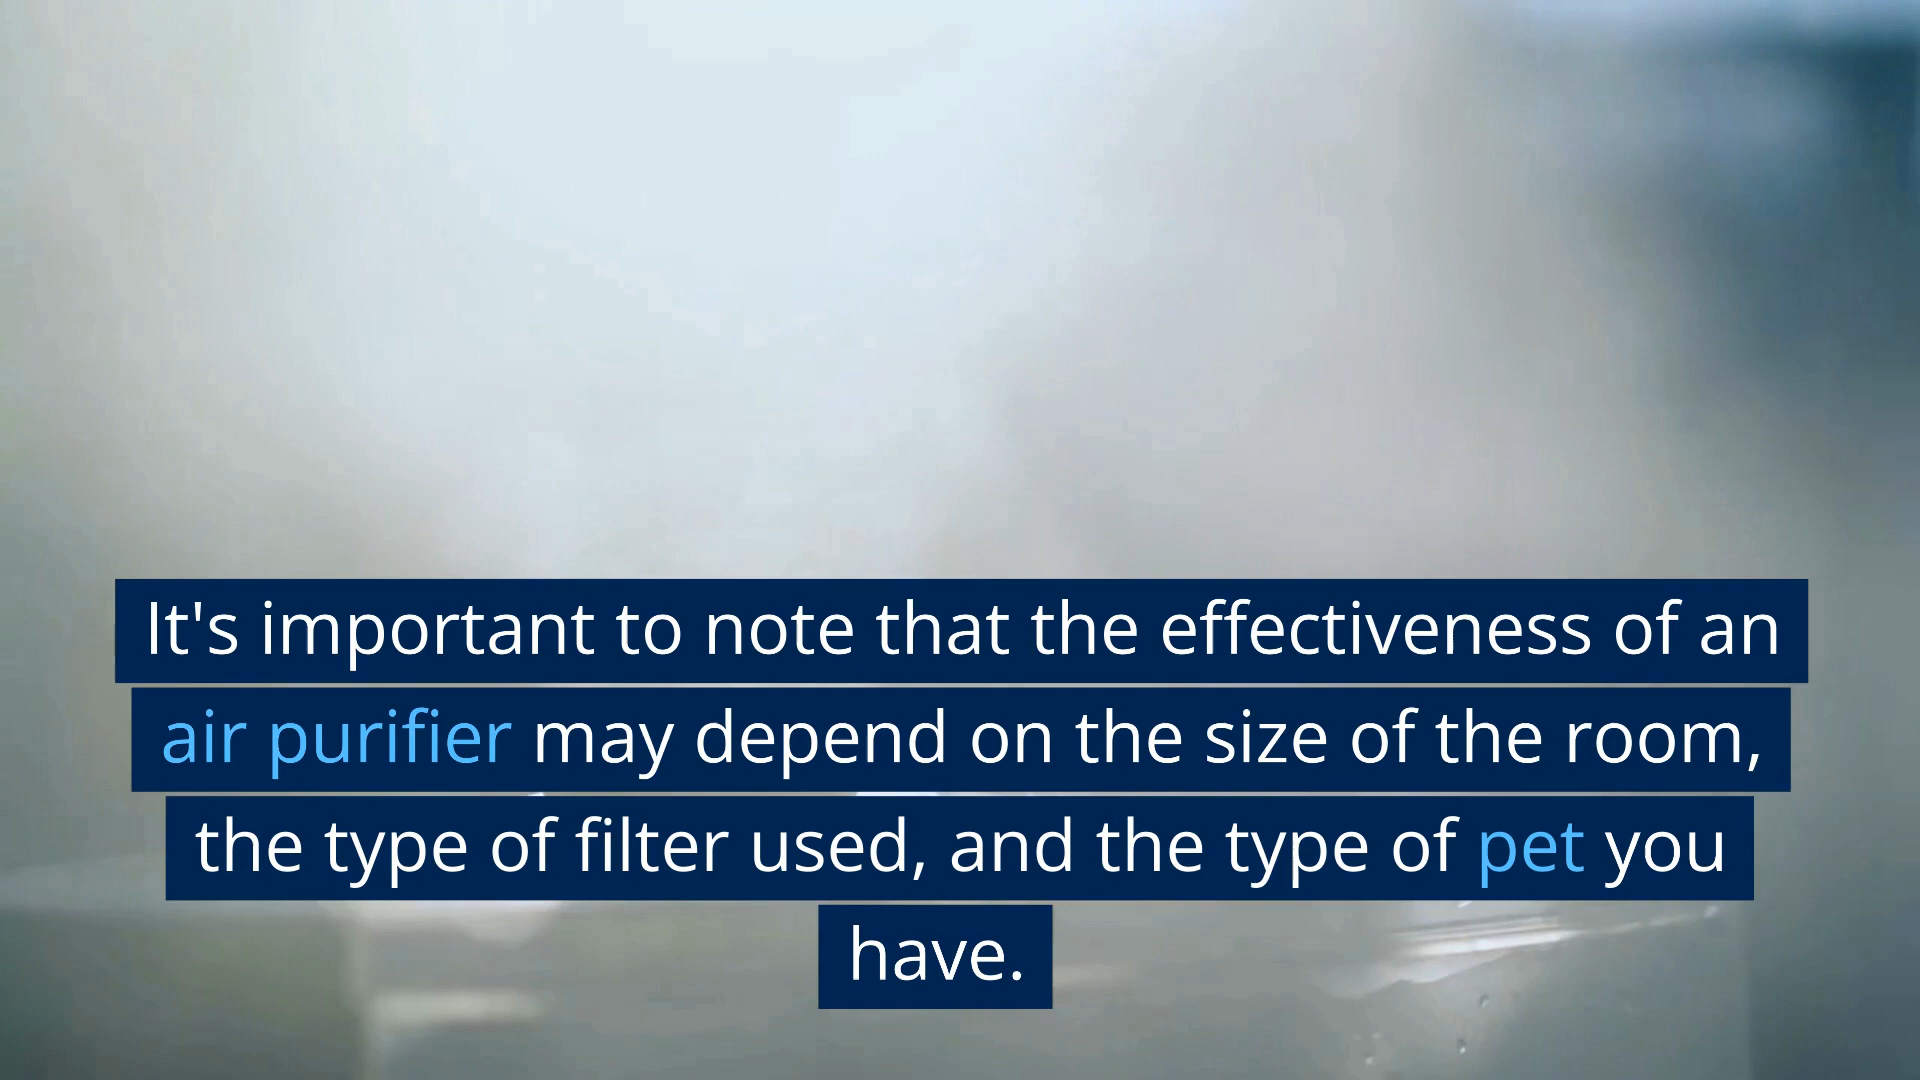 It's important to note that the effectiveness of an
air purifier may depend on the size of the room,
the type of filter used, and the type of pet you
have.